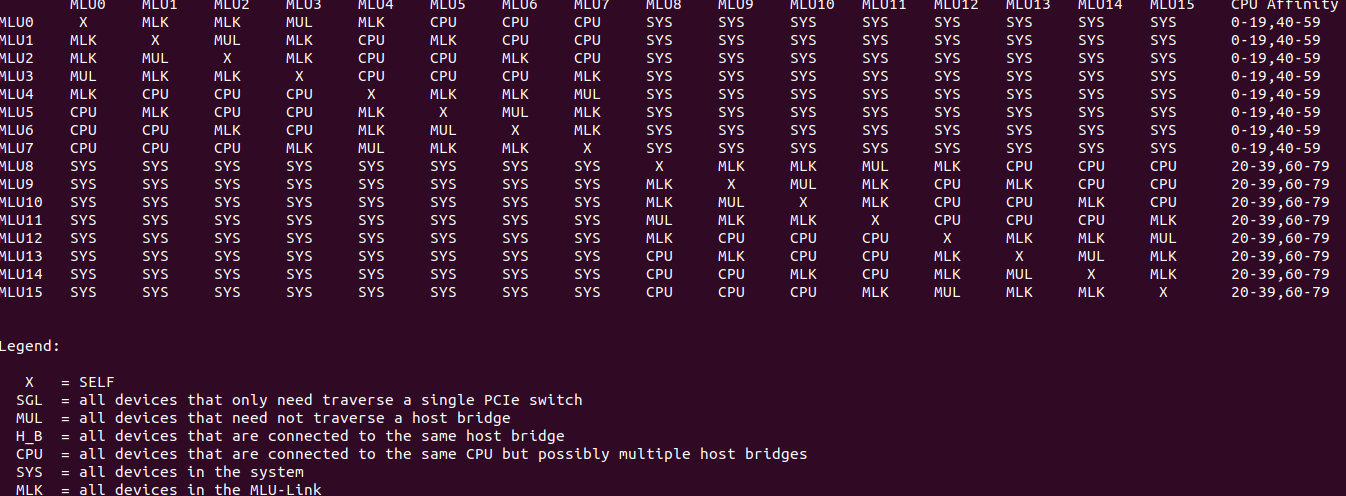 MLU0 MLU1 MLU2 MLU3 MLU4 MLU5 MLU6 MLU7 MLU8 MLU9 MLU10 MLU11 MLU12 MLU13 MLU14 MLU15 CPU Affinity
MLU0 X MLK MLK MUL MLK CPU CPU CPU SYS SYS SYS SYS SYS SYS SYS SYS 0-19,40-59
MLU1 MLK X MUL MLK CPU MLK CPU CPU SYS SYS SYS SYS SYS SYS SYS SYS 0-19,40-59
MLU2 MLK MUL X MLK CPU CPU MLK CPU SYS SYS SYS SYS SYS SYS SYS SYS 0-19,40-59
MLU3 MUL MLK MLK X CPU CPU CPU MLK SYS SYS SYS SYS SYS SYS SYS SYS 0-19,40-59
MLU4 MLK CPU CPU CPU X MLK MLK MUL SYS SYS SYS SYS SYS SYS SYS SYS 0-19,40-59
MLU5 CPU MLK CPU CPU MLK X MUL MLK SYS SYS SYS SYS SYS SYS SYS SYS 0-19,40-59
MLU6 CPU CPU MLK CPU MLK MUL X MLK SYS SYS SYS SYS SYS SYS SYS SYS 0-19,40-59
MLU7 CPU CPU CPU MLK MUL MLK MLK X SYS SYS SYS SYS SYS SYS SYS SYS 0-19,40-59
MLU8 SYS SYS SYS SYS SYS SYS SYS SYS X MLK MLK MUL MLK CPU CPU CPU 20-39,60-79
MLU9 SYS SYS SYS SYS SYS SYS SYS SYS MLK X MUL MLK CPU MLK CPU CPU 20-39,60-79
MLU10 SYS SYS SYS SYS SYS SYS SYS SYS MLK MUL X MLK CPU CPU MLK CPU 20-39,60-79
MLU11 SYS SYS SYS SYS SYS SYS SYS SYS MUL MLK MLK X CPU CPU CPU MLK 20-39,60-79
MLU12 SYS SYS SYS SYS SYS SYS SYS SYS MLK CPU CPU CPU X MLK MLK MUL 20-39,60-79
MLU13 SYS SYS SYS SYS SYS SYS SYS SYS CPU MLK CPU CPU MLK X MUL MLK 20-39,60-79
MLU14 SYS SYS SYS SYS SYS SYS SYS SYS CPU CPU MLK CPU MLK MUL X MLK 20-39,60-79
MLU15 SYS SYS SYS SYS SYS SYS SYS SYS CPU CPU CPU MLK MUL MLK MLK X 20-39,60-79
Legend:
X = SELF
SGL = all devices that only need traverse a single PCIe switch
MUL = all devices that need not traverse a host bridge
H_B = all devices that are connected to the same host bridge
CPU = all devices that are connected to the same CPU but possibly multiple host bridges
SYS = all devices in the system
MLK = all devices in the MLU-Link